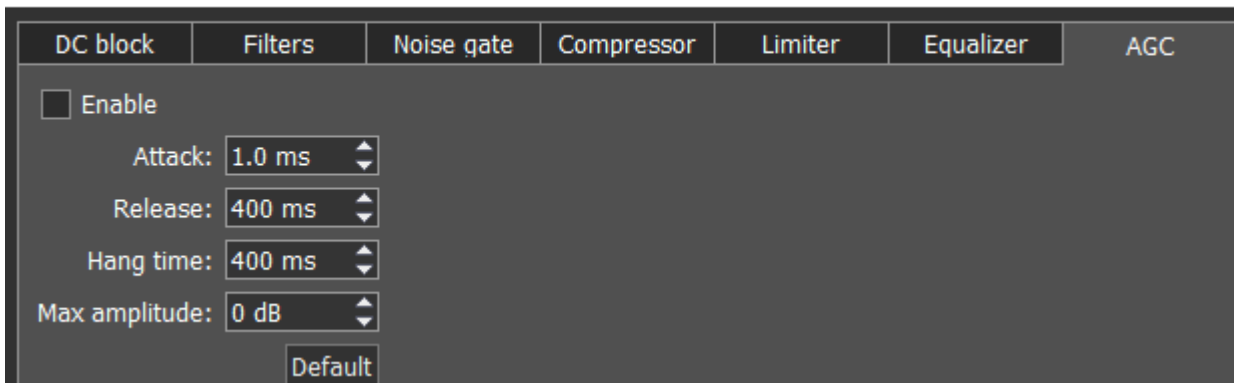 DC block Filters Noise gate Compressor Limiter Equalizer AGC
Enable
Attack: 1.0 ms
Release: 400 ms
Hang time: 400 ms
Max amplitude: 0 dB
Default